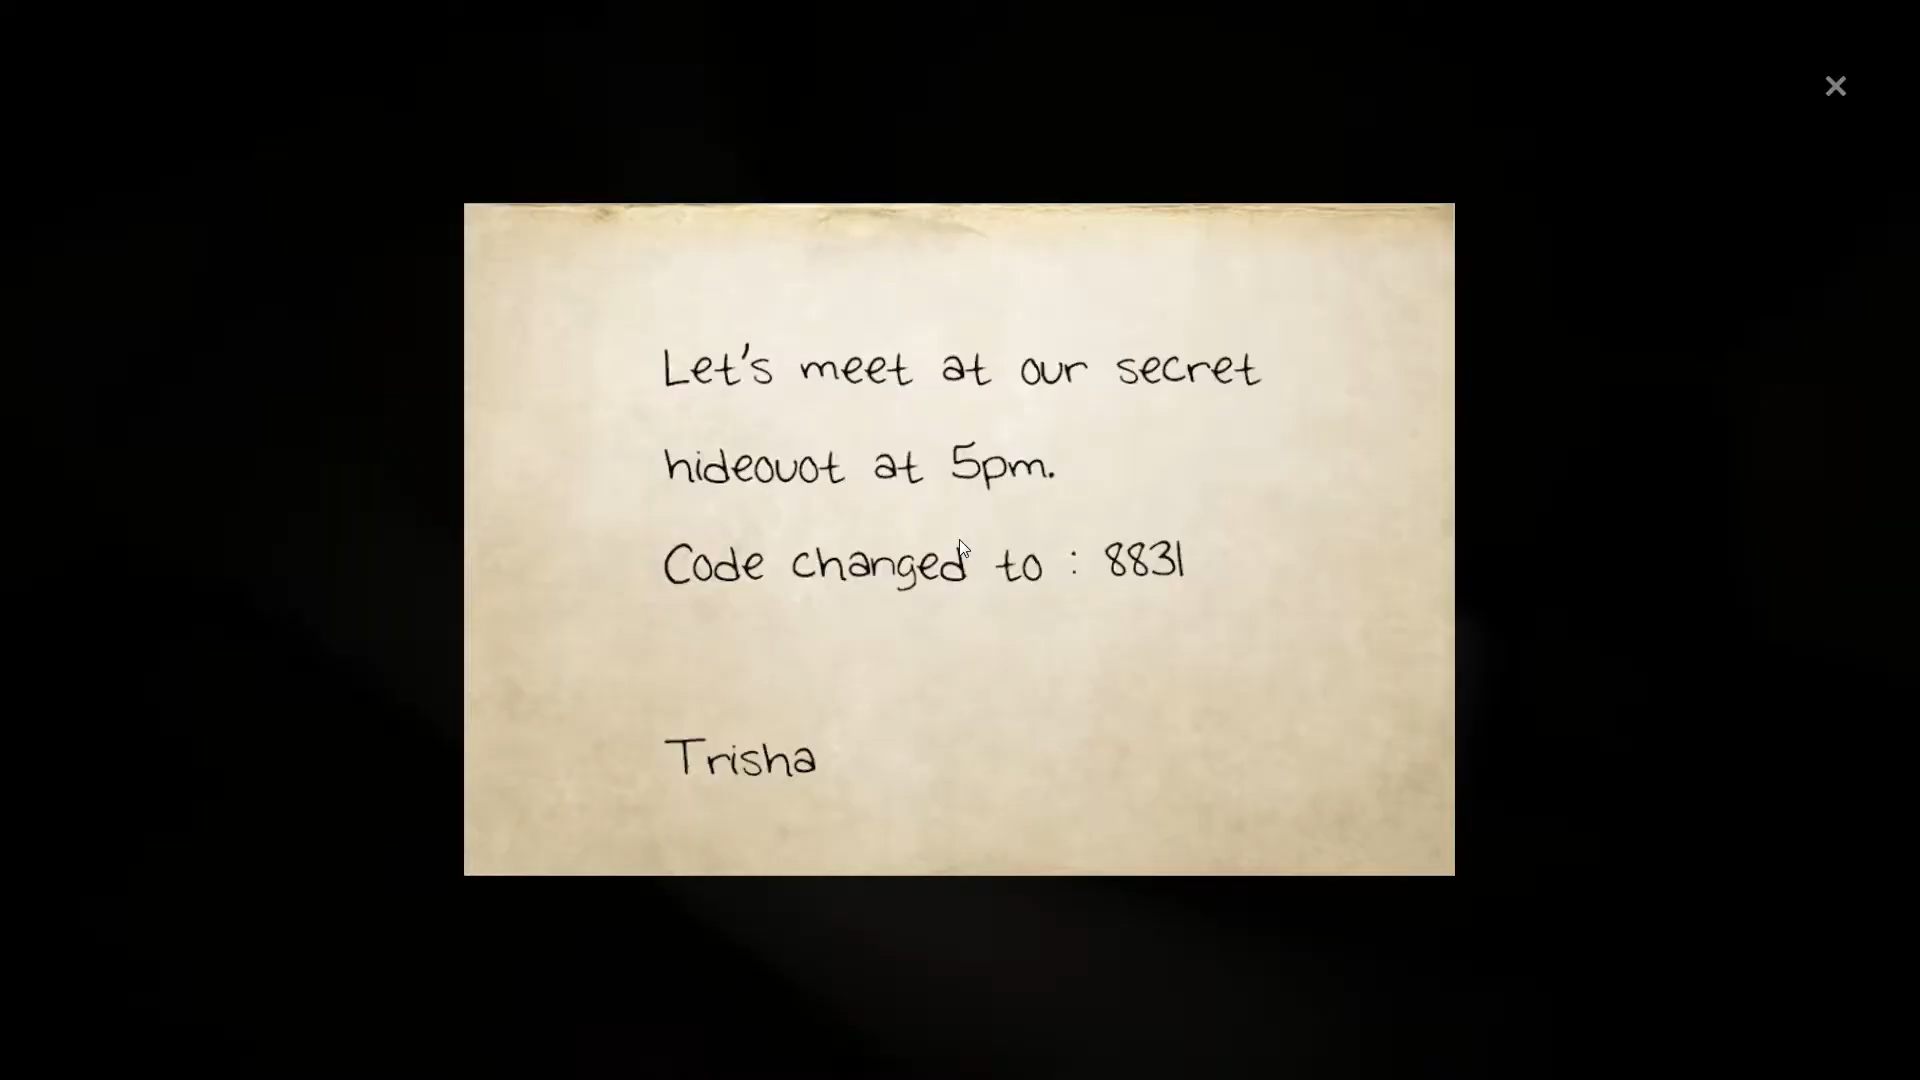 Let's meet at our secret
hideouot at 5pm.
Code changed to : 8831
Trisha